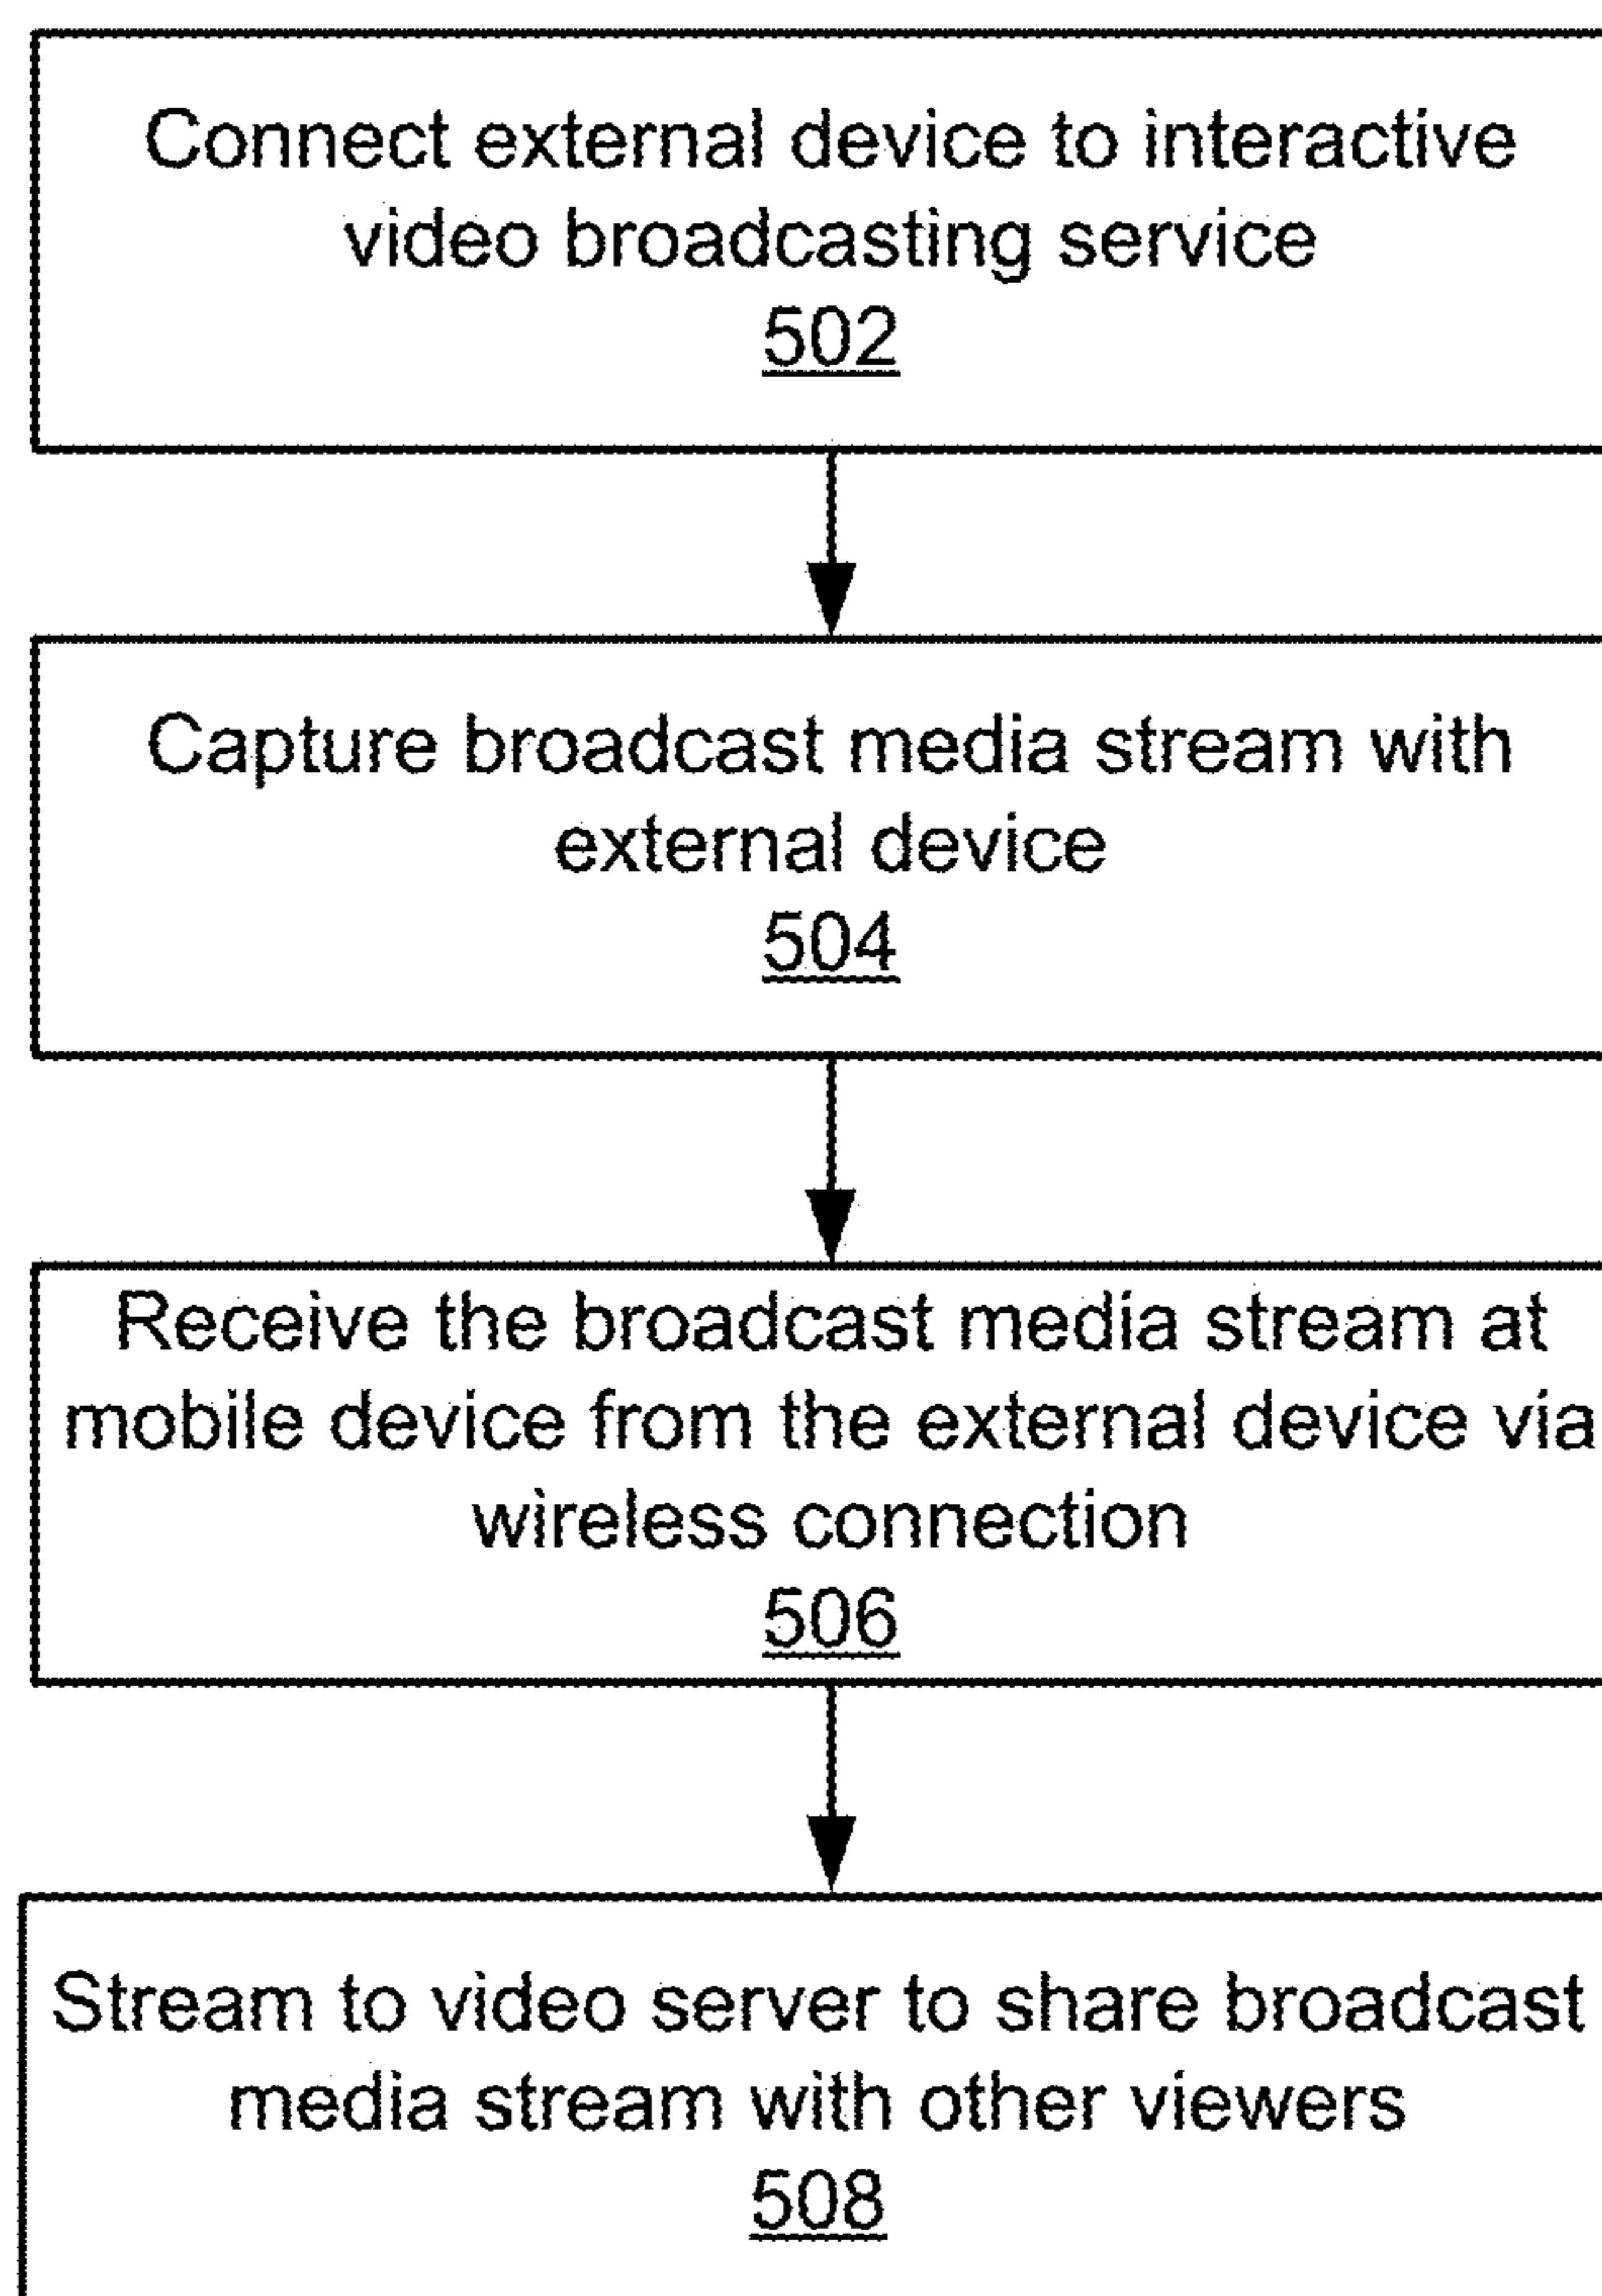 Connect external device to interactive
video broadcasting service
502
Capture broadcast media stream with
external device
504
Receive the broadcast media stream at
mobile device from the external device via
wireless connection
506
Stream to video server to share broadcast
media stream with other viewers
508